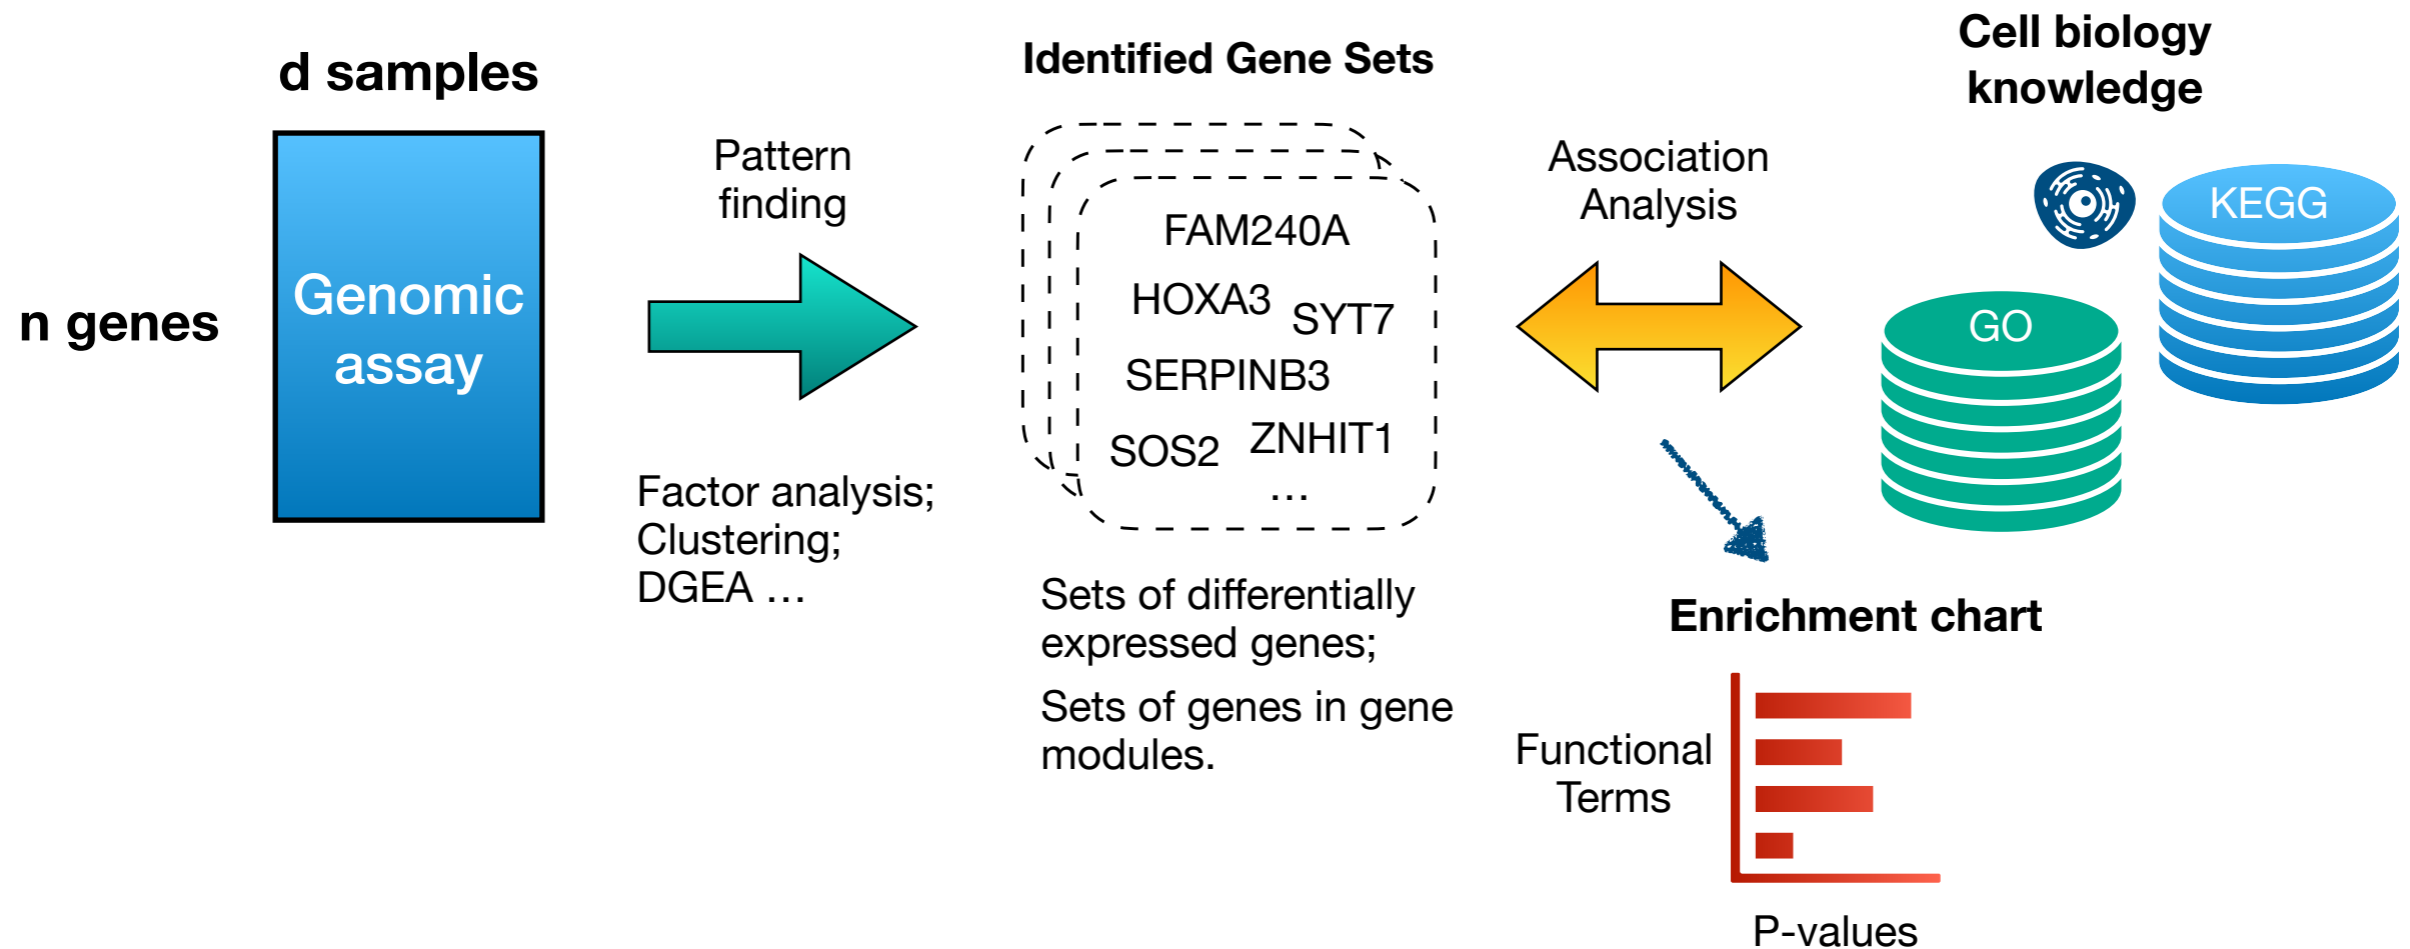 d samples
n genes
Genomic
assay
Pattern
finding
Factor analysis;
Clustering;
DGEA …
Identified Gene Sets
FAM240A
HOXA3
SYT7
SERPINB3
SOS2
ZNHIT1
…
Sets of differentially
expressed genes;
Sets of genes in gene
modules.
Association
Analysis
Cell biology
knowledge
KEGG
GO
Enrichment chart
Functional
Terms
P-values